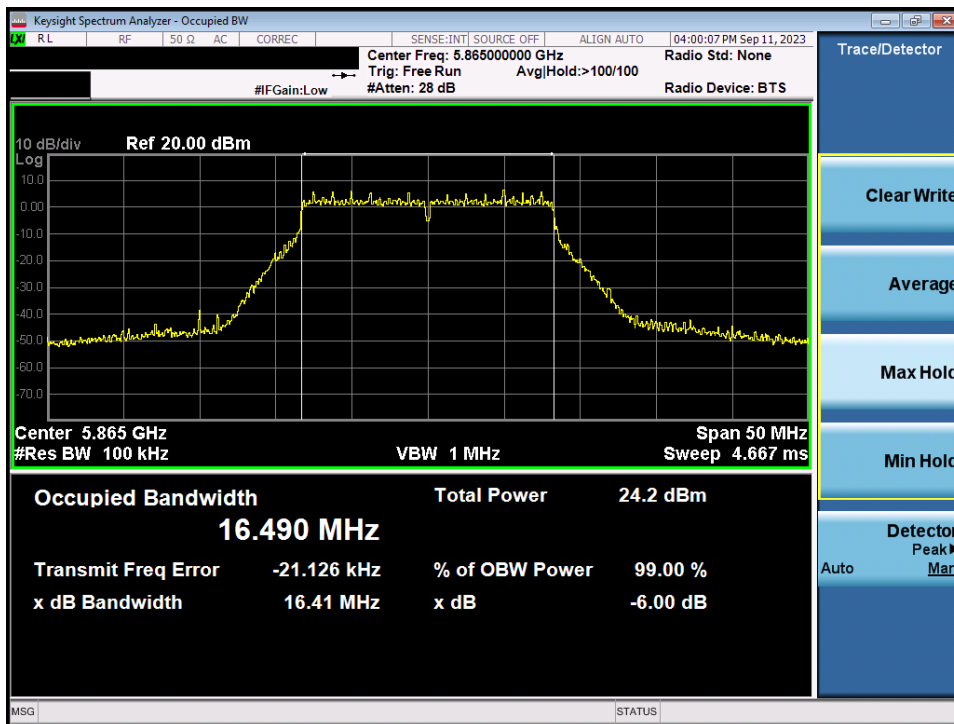 Keysight Spectrum Analyzer - Occupied BW
LXI RL RF 50 Ω AC CORREC SENSE:INT SOURCE OFF ALIGN AUTO 04:00:07 PM Sep 11, 2023
Center Freq: 5.865000000 GHz Radio Std: None
Trig: Free Run Avg|Hold:>100/100
#IFGain:Low #Atten: 28 dB Radio Device: BTS
Trace/Detector
10 dB/div Ref 20.00 dBm
Log
10.0
0.00
-10.0
-20.0
-30.0
-40.0
-50.0
-60.0
-70.0
Center 5.865 GHz Span 50 MHz
#Res BW 100 kHz VBW 1 MHz Sweep 4.667 ms
Occupied Bandwidth Total Power 24.2 dBm
16.490 MHz
Transmit Freq Error -21.126 kHz % of OBW Power 99.00 %
x dB Bandwidth 16.41 MHz x dB -6.00 dB
Clear Write
Average
Max Hold
Min Hold
Detector
Peak
Auto Man
MSG STATUS